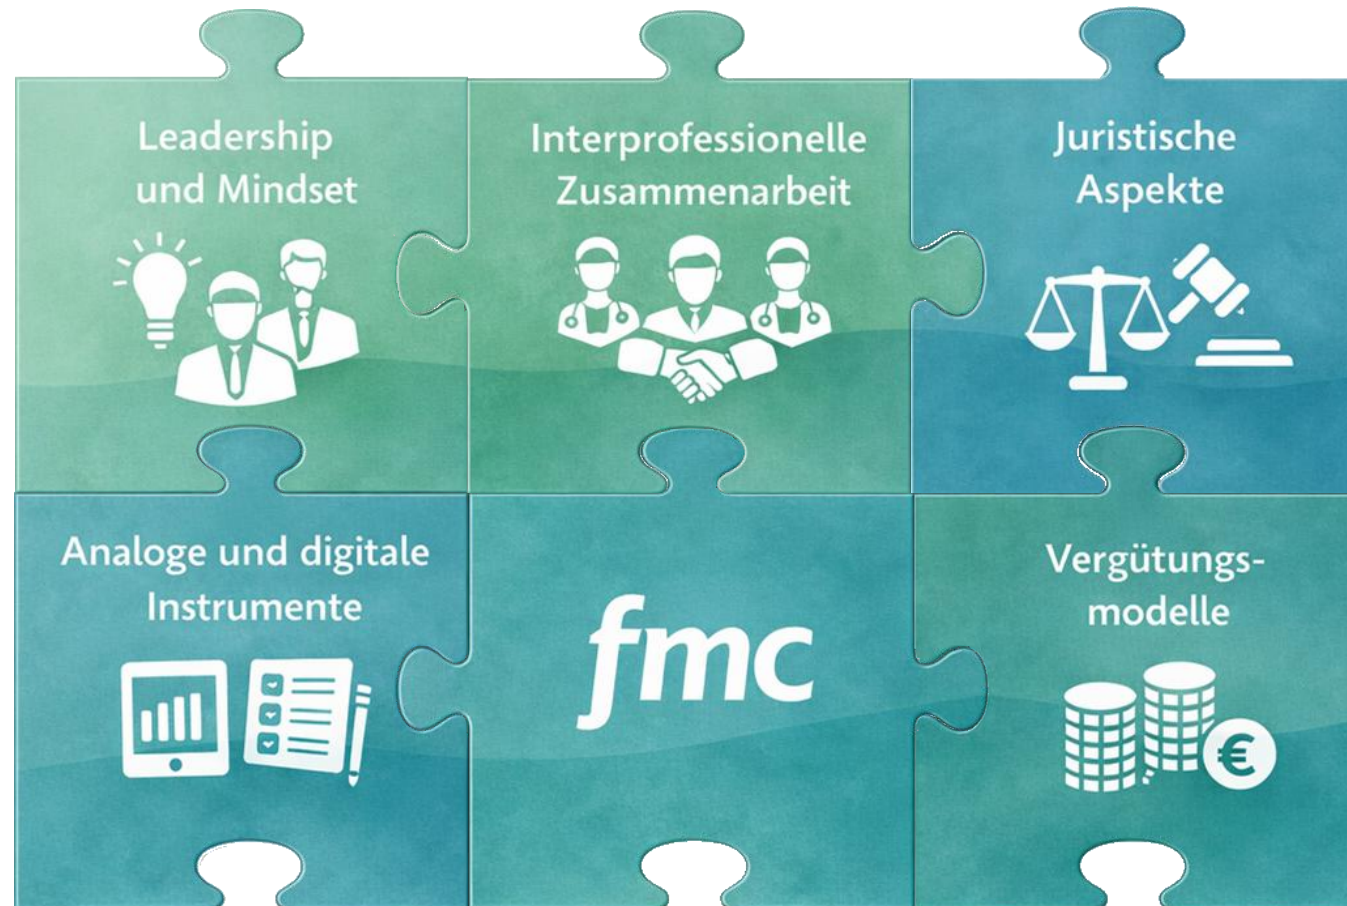 Leadership
und Mindset
Interprofessionelle
Zusammenarbeit
Juristische
Aspekte
Analoge und digitale
Instrumente
fmc
Vergütungs-
modelle
€